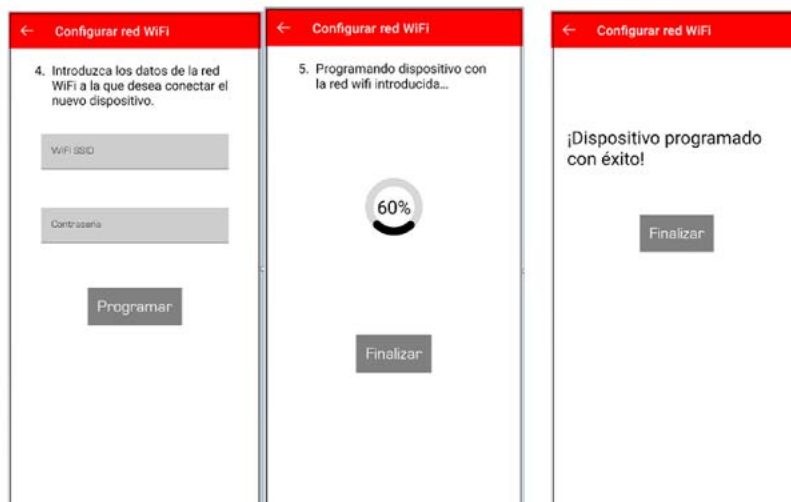 ← Configurar red WiFi
4. Introduzca los datos de la red
WiFi a la que desea conectar el
nuevo dispositivo.
WiFi SSID
Contraseña
Programar
← Configurar red WiFi
5. Programando dispositivo con
la red wifi introducida...
60%
Finalizar
← Configurar red WiFi
¡Dispositivo programado
con éxito!
Finalizar